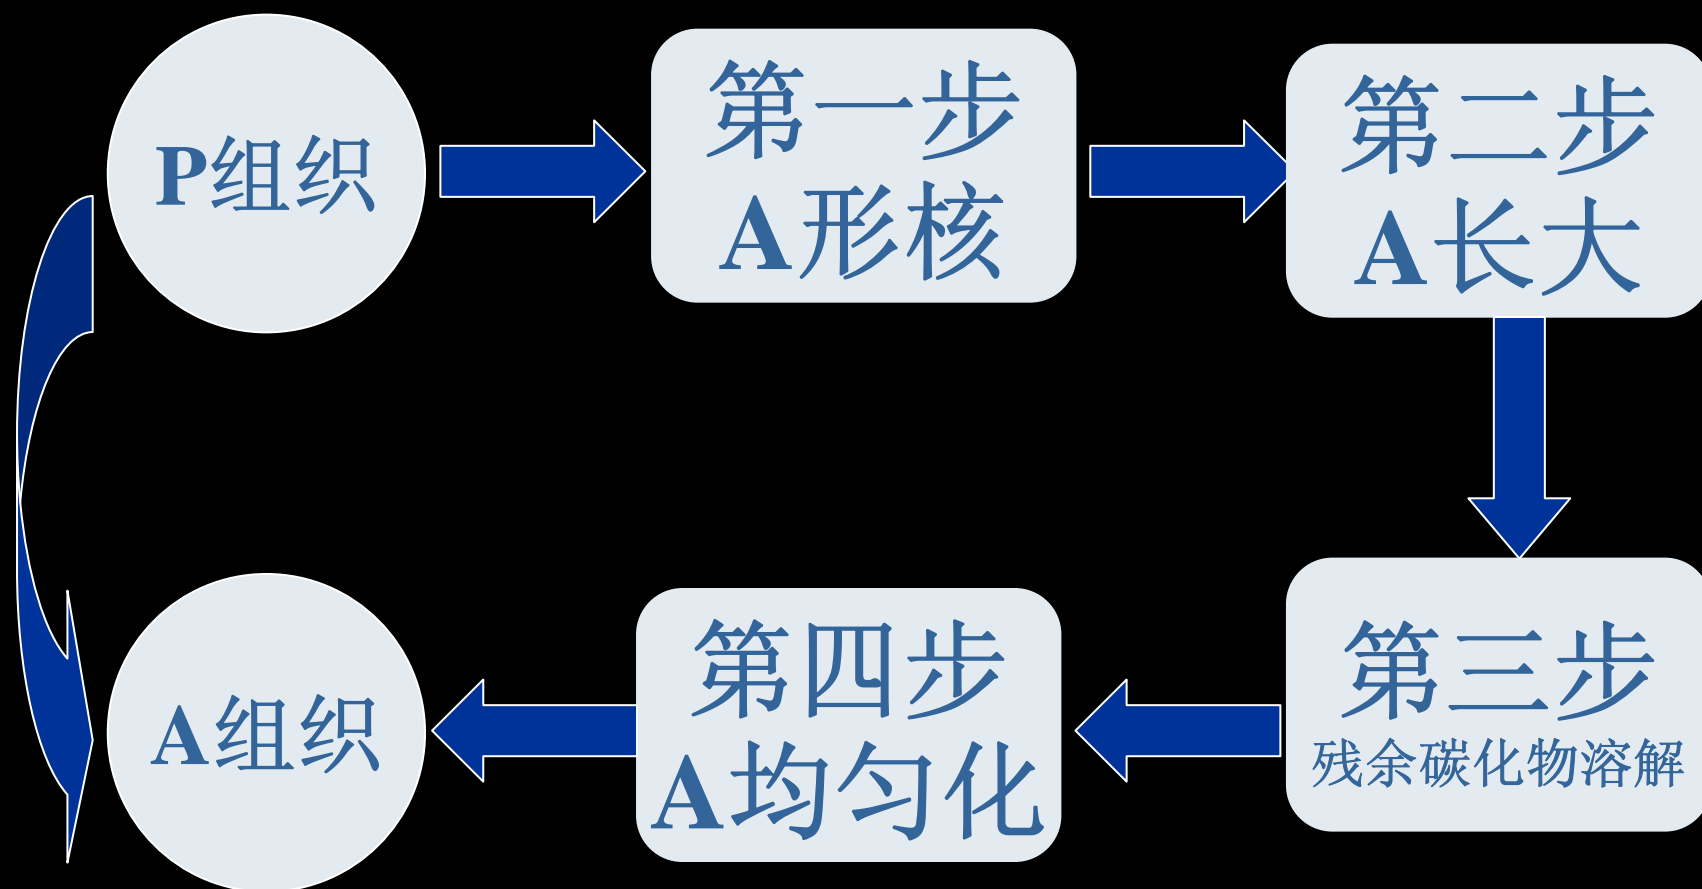 P组织
第一步
A形核
第二步
A长大
第三步
残余碳化物溶解
第四步
A均匀化
A组织